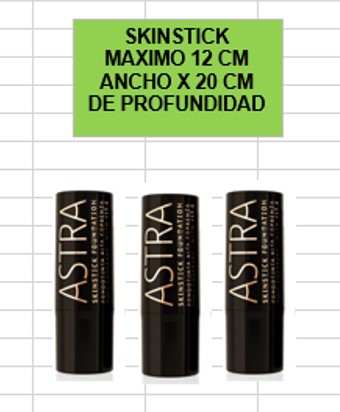 SKINSTICK
MAXIMO 12 CM
ANCHO X 20 CM
DE PROFUNDIDAD
ASTRA
SKINSTICK FOUNDATION
ASTRA
SKINSTICK FOUNDATION
ASTRA
SKINSTICK FOUNDATION